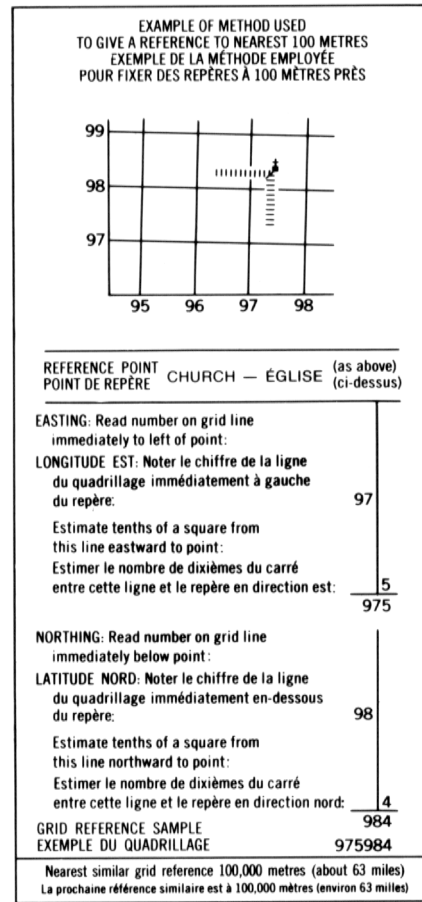 EXAMPLE OF METHOD USED
TO GIVE A REFERENCE TO NEAREST 100 METRES
EXEMPLE DE LA MÉTHODE EMPLOYÉE
POUR FIXER DES REPÈRES À 100 MÈTRES PRÈS
99
98
97
95 96 97 98
REFERENCE POINT
POINT DE REPÈRE
CHURCH — ÉGLISE
(as above)
(ci-dessus)
EASTING: Read number on grid line
immediately to left of point:
LONGITUDE EST: Noter le chiffre de la ligne
du quadrillage immédiatement à gauche
du repère: 97
Estimate tenths of a square from
this line eastward to point:
Estimer le nombre de dixièmes du carré
entre cette ligne et le repère en direction est: 5
975
NORTHING: Read number on grid line
immediately below point:
LATITUDE NORD: Noter le chiffre de la ligne
du quadrillage immédiatement en-dessous
du repère: 98
Estimate tenths of a square from
this line northward to point:
Estimer le nombre de dixièmes du carré
entre cette ligne et le repère en direction nord: 4
984
GRID REFERENCE SAMPLE
EXEMPLE DU QUADRILLAGE 975984
Nearest similar grid reference 100,000 metres (about 63 miles)
La prochaine référence similaire est à 100,000 mètres (environ 63 milles)